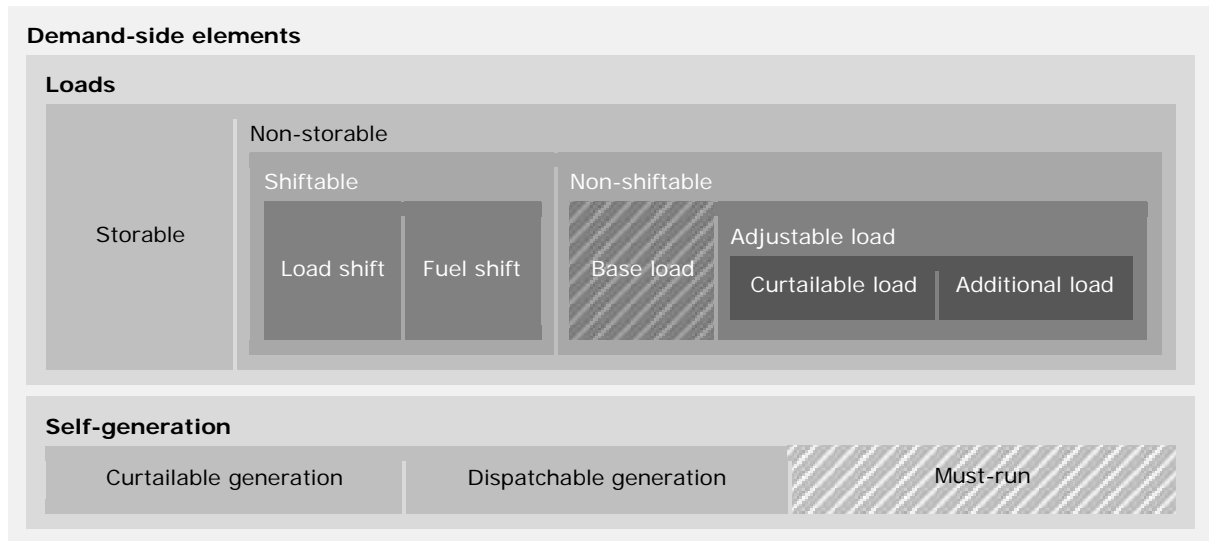 Demand-side elements
Loads
Non-storable
Shiftable
Non-shiftable
Storable
Adjustable load
Load shift
Fuel shift
Base load
Curtailable load
Additional load
Self-generation
Curtailable generation
Dispatchable generation
Must-run